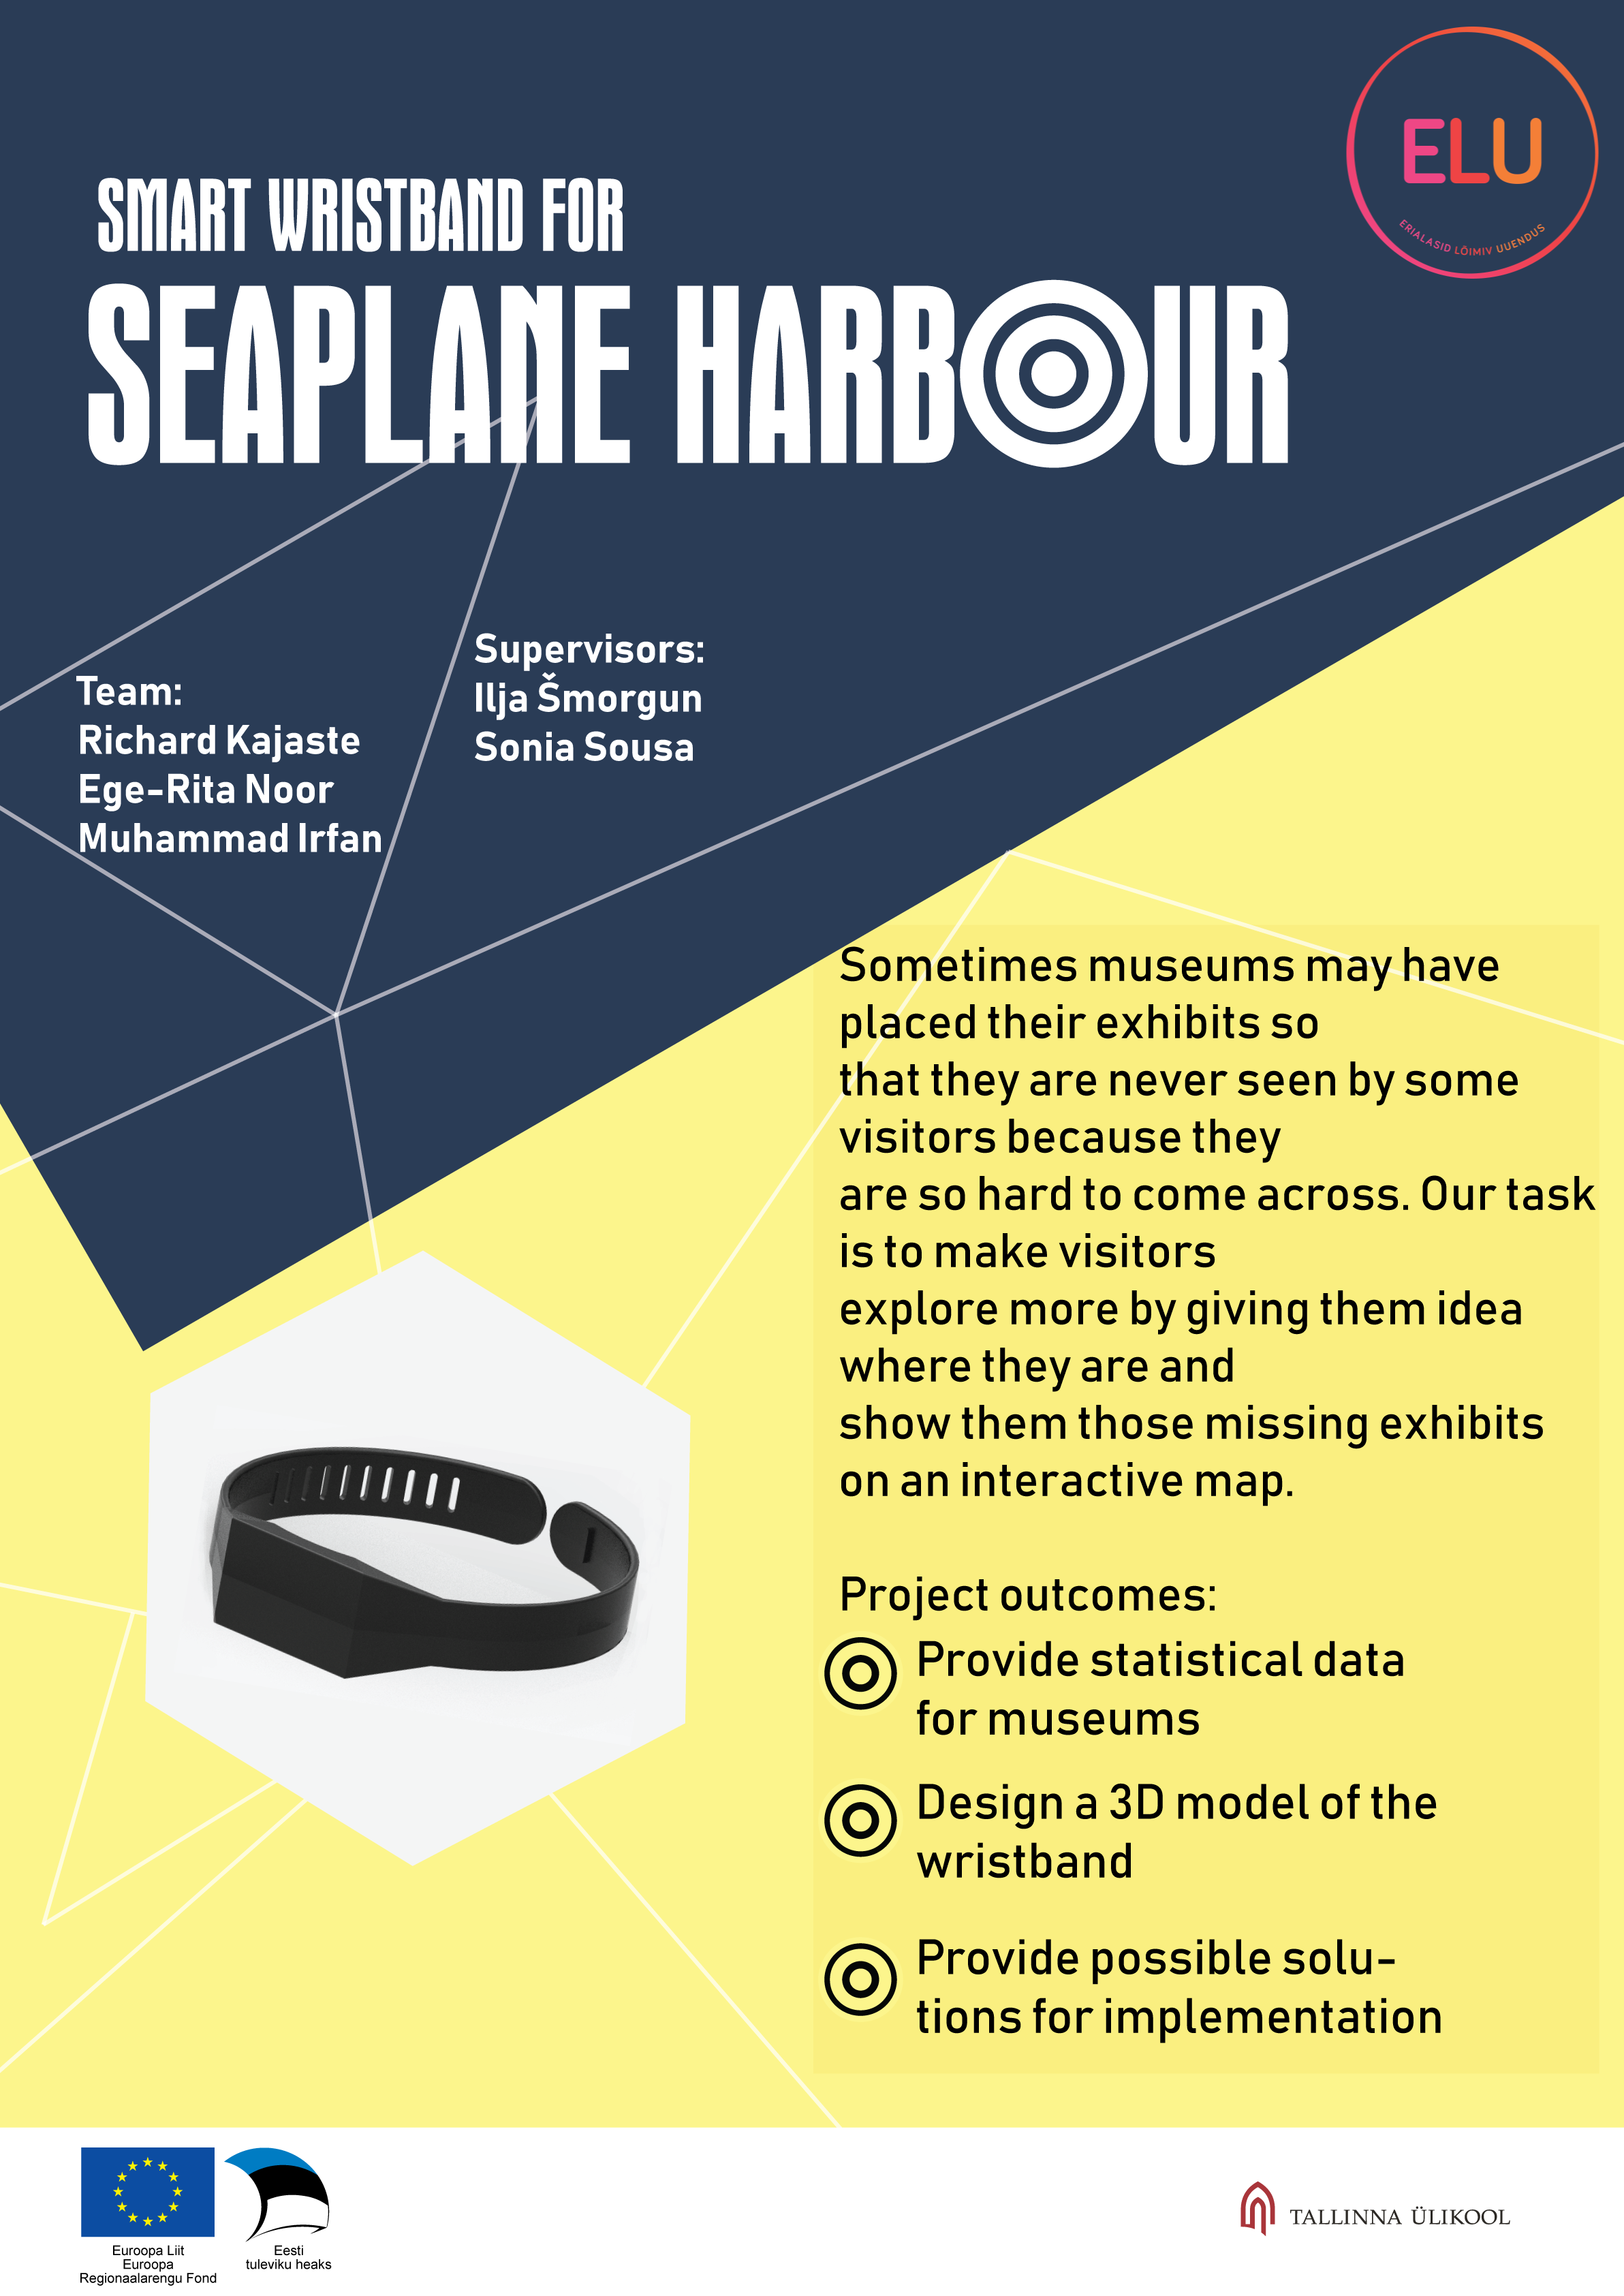 ELU
ERIALASID LÕIMIV UUENDUS
SMART WRISTBAND FOR
SEAPLANE HARBOUR
Team:
Richard Kajaste
Ege-Rita Noor
Muhammad Irfan
Supervisors:
Ilja Šmorgun
Sonia Sousa
Sometimes museums may have
placed their exhibits so
that they are never seen by some
visitors because they
are so hard to come across. Our task
is to make visitors
explore more by giving them idea
where they are and
show them those missing exhibits
on an interactive map.
Project outcomes:
Provide statistical data
for museums
Design a 3D model of the
wristband
Provide possible solu-
tions for implementation
Euroopa Liit
Euroopa
Regionaalarengu Fond
Eesti
tuleviku heaks
TALLINNA ÜLIKOOL